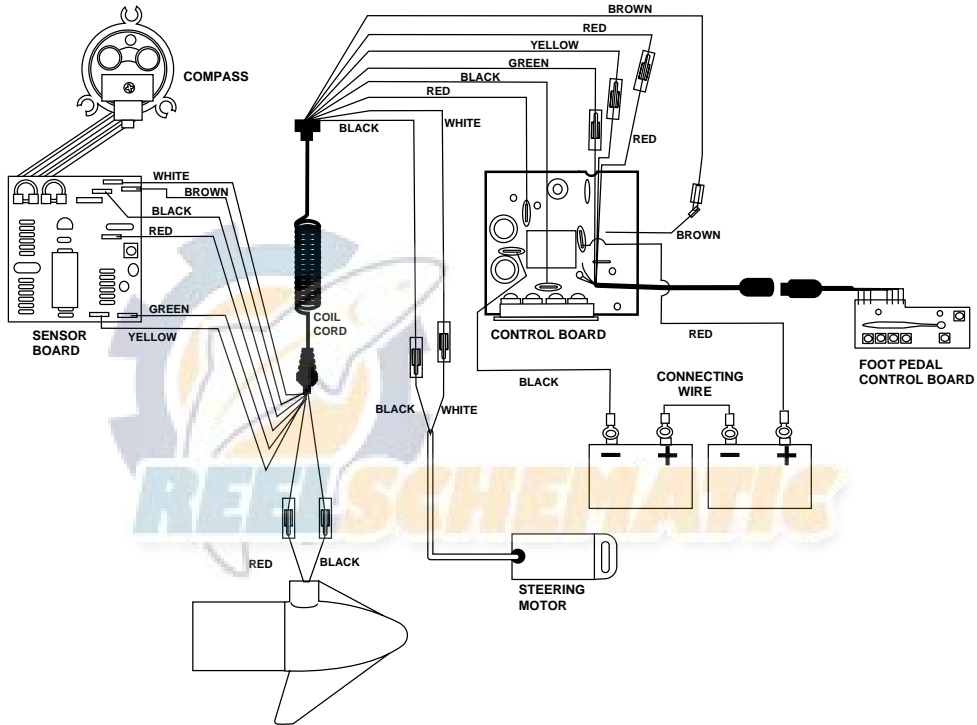 BROWN
RED
YELLOW
GREEN
BLACK
RED
BLACK
WHITE
COMPASS
RED
WHITE
BROWN
BLACK
RED
BROWN
GREEN
YELLOW
SENSOR
BOARD
COIL
CORD
CONTROL BOARD
RED
FOOT PEDAL
CONTROL BOARD
BLACK
CONNECTING
WIRE
BLACK
WHITE
− + − +
REELSCHEMATIC
RED
BLACK
STEERING
MOTOR